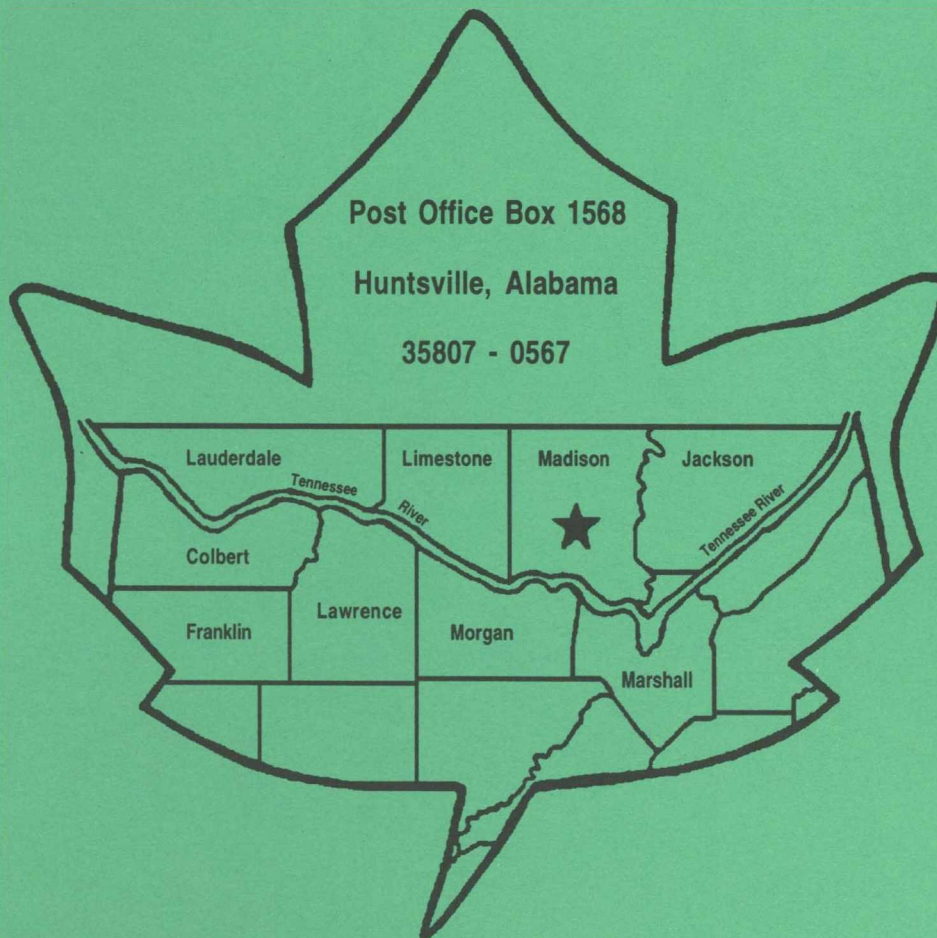 Post Office Box 1568
Huntsville, Alabama
35807 - 0567
Lauderdale
Limestone
Madison
Jackson
Tennessee
River
Tennessee River
Colbert
Lawrence
Franklin
Morgan
Marshall